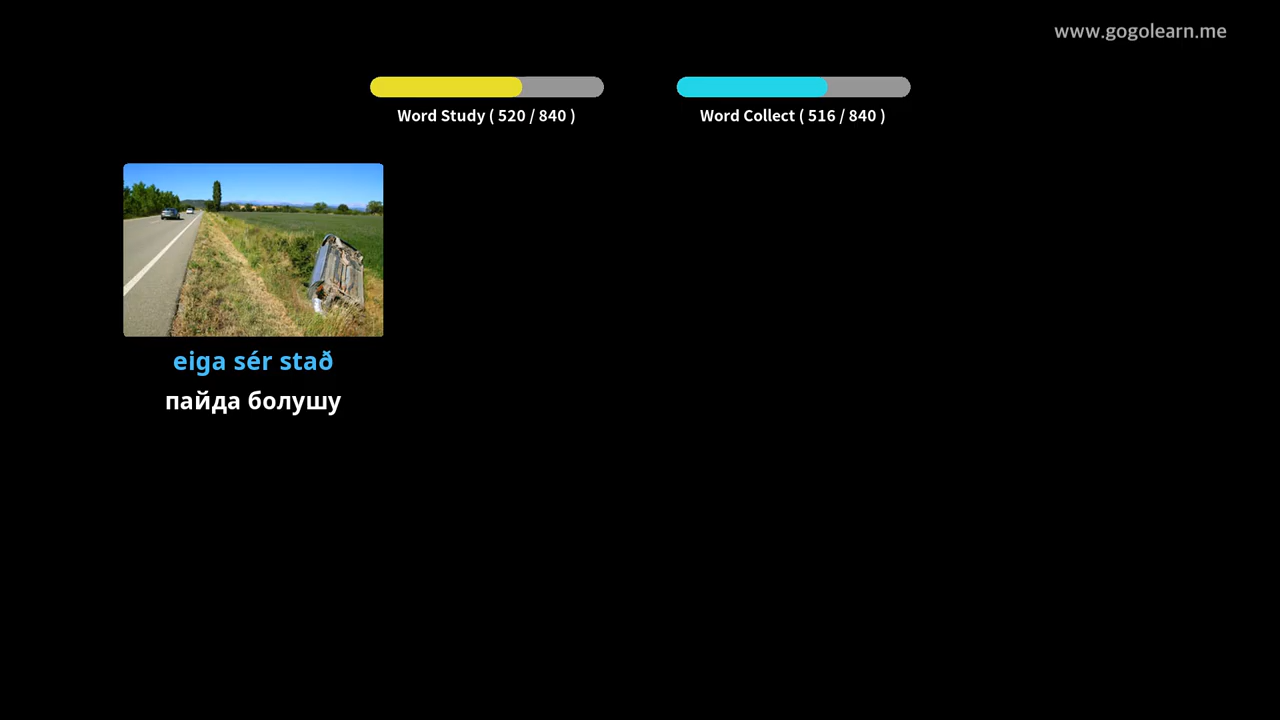 www.gogolearn.me
Word Study ( 520 / 840 )
Word Collect ( 516 / 840 )
eiga sér stað
пайда болушу